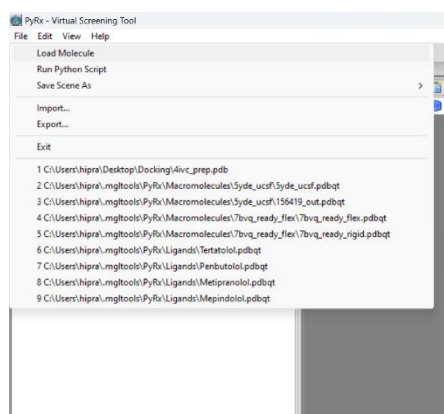 PyRx - Virtual Screening Tool
File Edit View Help
Load Molecule
Run Python Script
Save Scene As
Import...
Export...
Exit
1 C:\Users\hipra\Desktop\Docking\4ivc_prep.pdb
2 C:\Users\hipra\.mgltools\PyRx\Macromolecules\5yde_ucsf\5yde_ucsf.pdbqt
3 C:\Users\hipra\.mgltools\PyRx\Macromolecules\5yde_ucsf\156419_out.pdbqt
4 C:\Users\hipra\.mgltools\PyRx\Macromolecules\7bvq_ready_flex\7bvq_ready_flex.pdbqt
5 C:\Users\hipra\.mgltools\PyRx\Macromolecules\7bvq_ready_flex\7bvq_ready_rigid.pdbqt
6 C:\Users\hipra\.mgltools\PyRx\Ligands\Tertatolol.pdbqt
7 C:\Users\hipra\.mgltools\PyRx\Ligands\Penbutolol.pdbqt
8 C:\Users\hipra\.mgltools\PyRx\Ligands\Metipranolol.pdbqt
9 C:\Users\hipra\.mgltools\PyRx\Ligands\Mepindolol.pdbqt